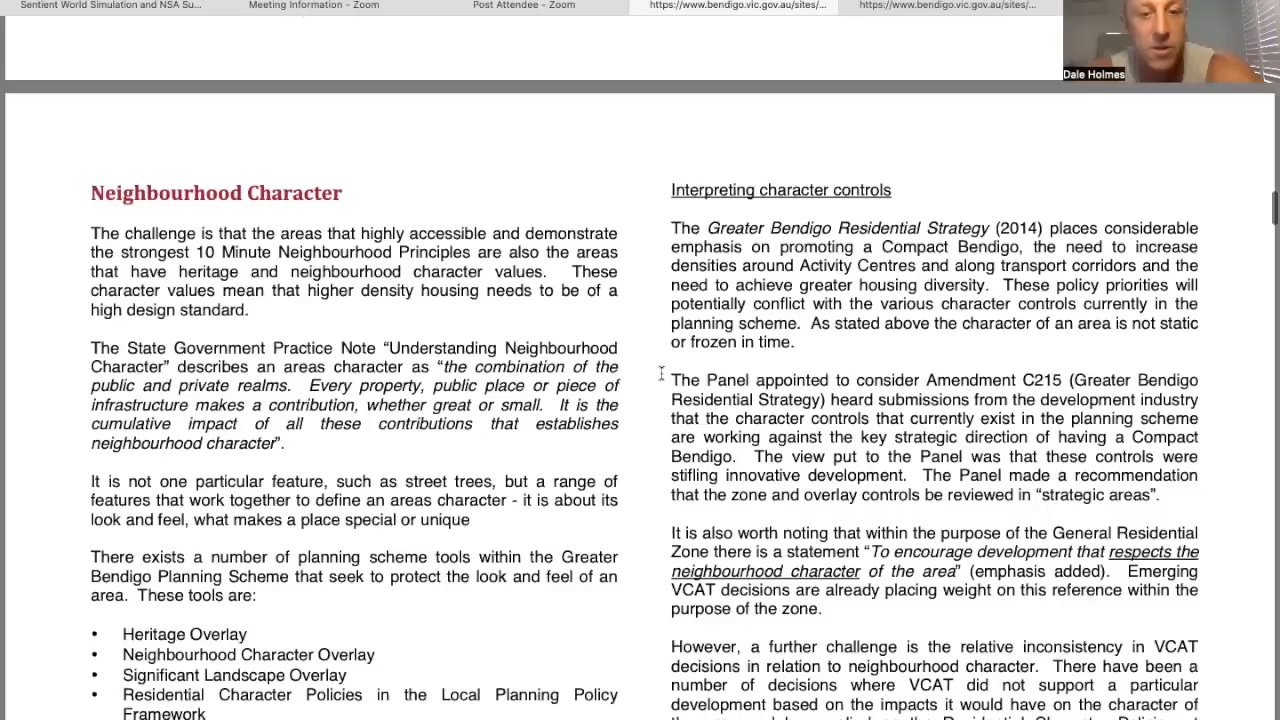 Sentient World Simulation and NSA Su...
Meeting Information - Zoom
Post Attendee - Zoom
https://www.bendigo.vic.gov.au/sites/...
https://www.bendigo.vic.gov.au/sites/...
Dale Holmes
Neighbourhood Character
The challenge is that the areas that highly accessible and demonstrate
the strongest 10 Minute Neighbourhood Principles are also the areas
that have heritage and neighbourhood character values. These
character values mean that higher density housing needs to be of a
high design standard.
The State Government Practice Note “Understanding Neighbourhood
Character” describes an areas character as “the combination of the
public and private realms. Every property, public place or piece of
infrastructure makes a contribution, whether great or small. It is the
cumulative impact of all these contributions that establishes
neighbourhood character”.
It is not one particular feature, such as street trees, but a range of
features that work together to define an areas character - it is about its
look and feel, what makes a place special or unique
There exists a number of planning scheme tools within the Greater
Bendigo Planning Scheme that seek to protect the look and feel of an
area. These tools are:
• Heritage Overlay
• Neighbourhood Character Overlay
• Significant Landscape Overlay
• Residential Character Policies in the Local Planning Policy
Framework
Interpreting character controls
The Greater Bendigo Residential Strategy (2014) places considerable
emphasis on promoting a Compact Bendigo, the need to increase
densities around Activity Centres and along transport corridors and the
need to achieve greater housing diversity. These policy priorities will
potentially conflict with the various character controls currently in the
planning scheme. As stated above the character of an area is not static
or frozen in time.
The Panel appointed to consider Amendment C215 (Greater Bendigo
Residential Strategy) heard submissions from the development industry
that the character controls that currently exist in the planning scheme
are working against the key strategic direction of having a Compact
Bendigo. The view put to the Panel was that these controls were
stifling innovative development. The Panel made a recommendation
that the zone and overlay controls be reviewed in “strategic areas”.
It is also worth noting that within the purpose of the General Residential
Zone there is a statement “To encourage development that respects the
neighbourhood character of the area” (emphasis added). Emerging
VCAT decisions are already placing weight on this reference within the
purpose of the zone.
However, a further challenge is the relative inconsistency in VCAT
decisions in relation to neighbourhood character. There have been a
number of decisions where VCAT did not support a particular
development based on the impacts it would have on the character of